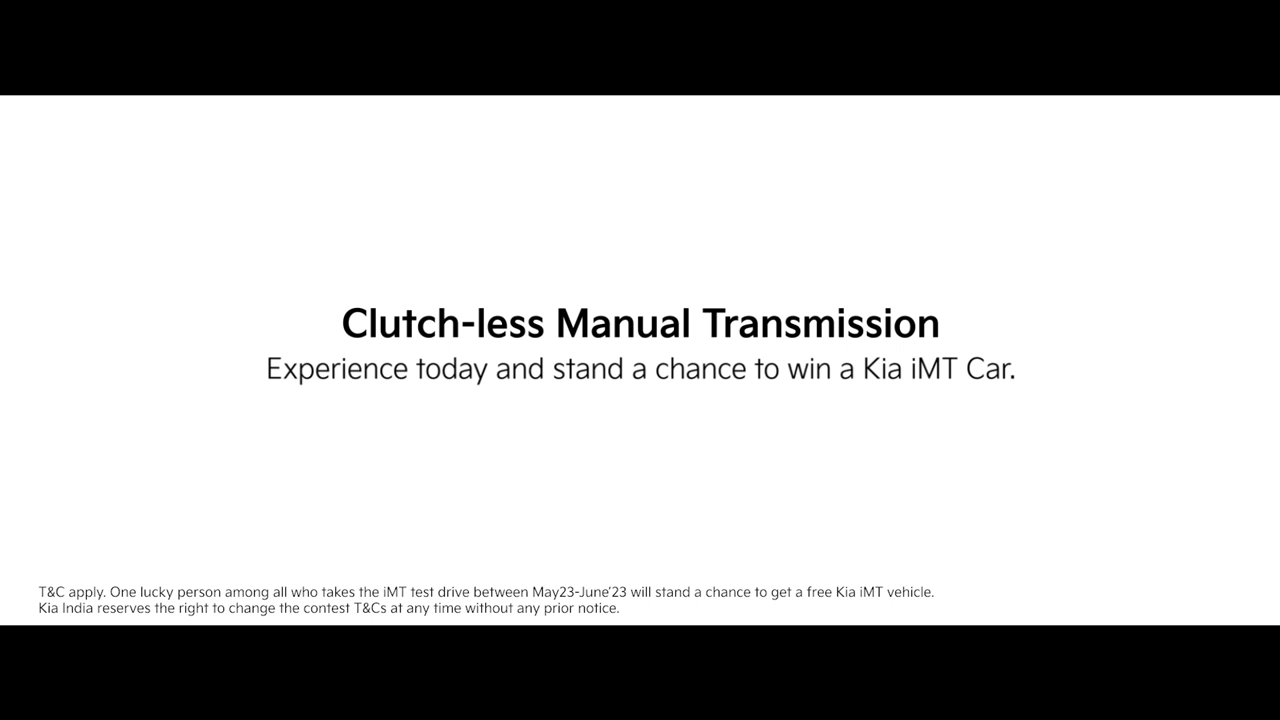 Clutch-less Manual Transmission
Experience today and stand a chance to win a Kia iMT Car.
T&C apply. One lucky person among all who takes the iMT test drive between May23-June'23 will stand a chance to get a free Kia iMT vehicle.
Kia India reserves the right to change the contest T&Cs at any time without any prior notice.